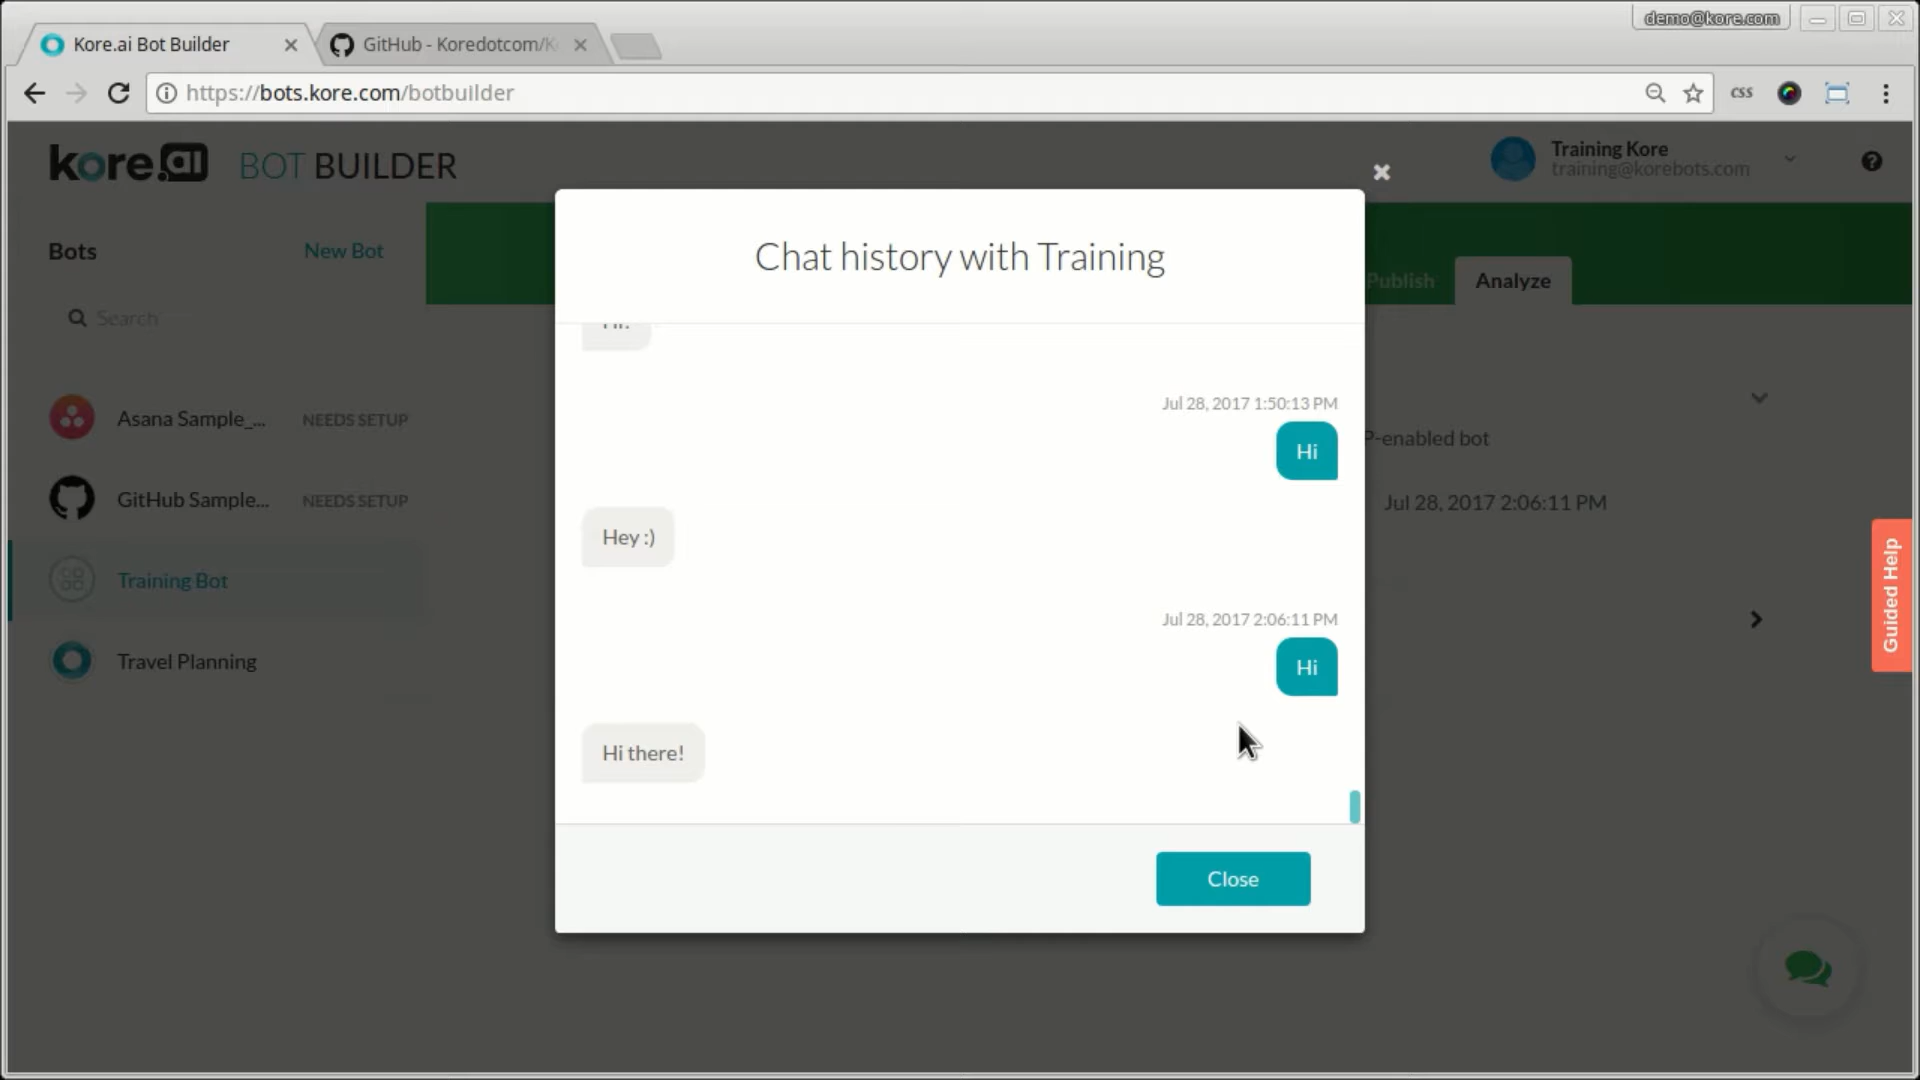 demo@kore.com
Kore.ai Bot Builder
GitHub - Koredotcom/K
https://bots.kore.com/botbuilder
css
kore.ai BOT BUILDER
Training Kore
training@korebots.com
?
Bots
New Bot
Search
Publish
Analyze
Asana Sample_...
NEEDS SETUP
GitHub Sample...
NEEDS SETUP
Training Bot
Travel Planning
P-enabled bot
Jul 28, 2017 2:06:11 PM
Guided Help
Chat history with Training
Jul 28, 2017 1:50:13 PM
Hi
Hey :)
Jul 28, 2017 2:06:11 PM
Hi
Hi there!
Close